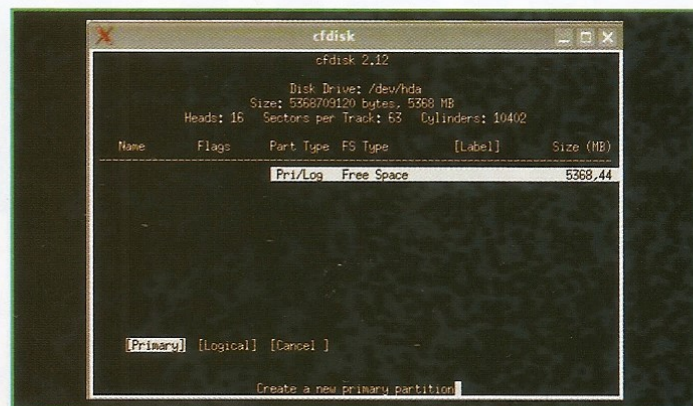 cfdisk
cfdisk 2.12
Disk Drive: /dev/hda
Size: 5368709120 bytes, 5368 MB
Heads: 16 Sectors per Track: 63 Cylinders: 10402
Name Flags Part Type FS Type [Label] Size (MB)
Pri/Log Free Space 5368,44
[Primary] [Logical] [Cancel ]
Create a new primary partition